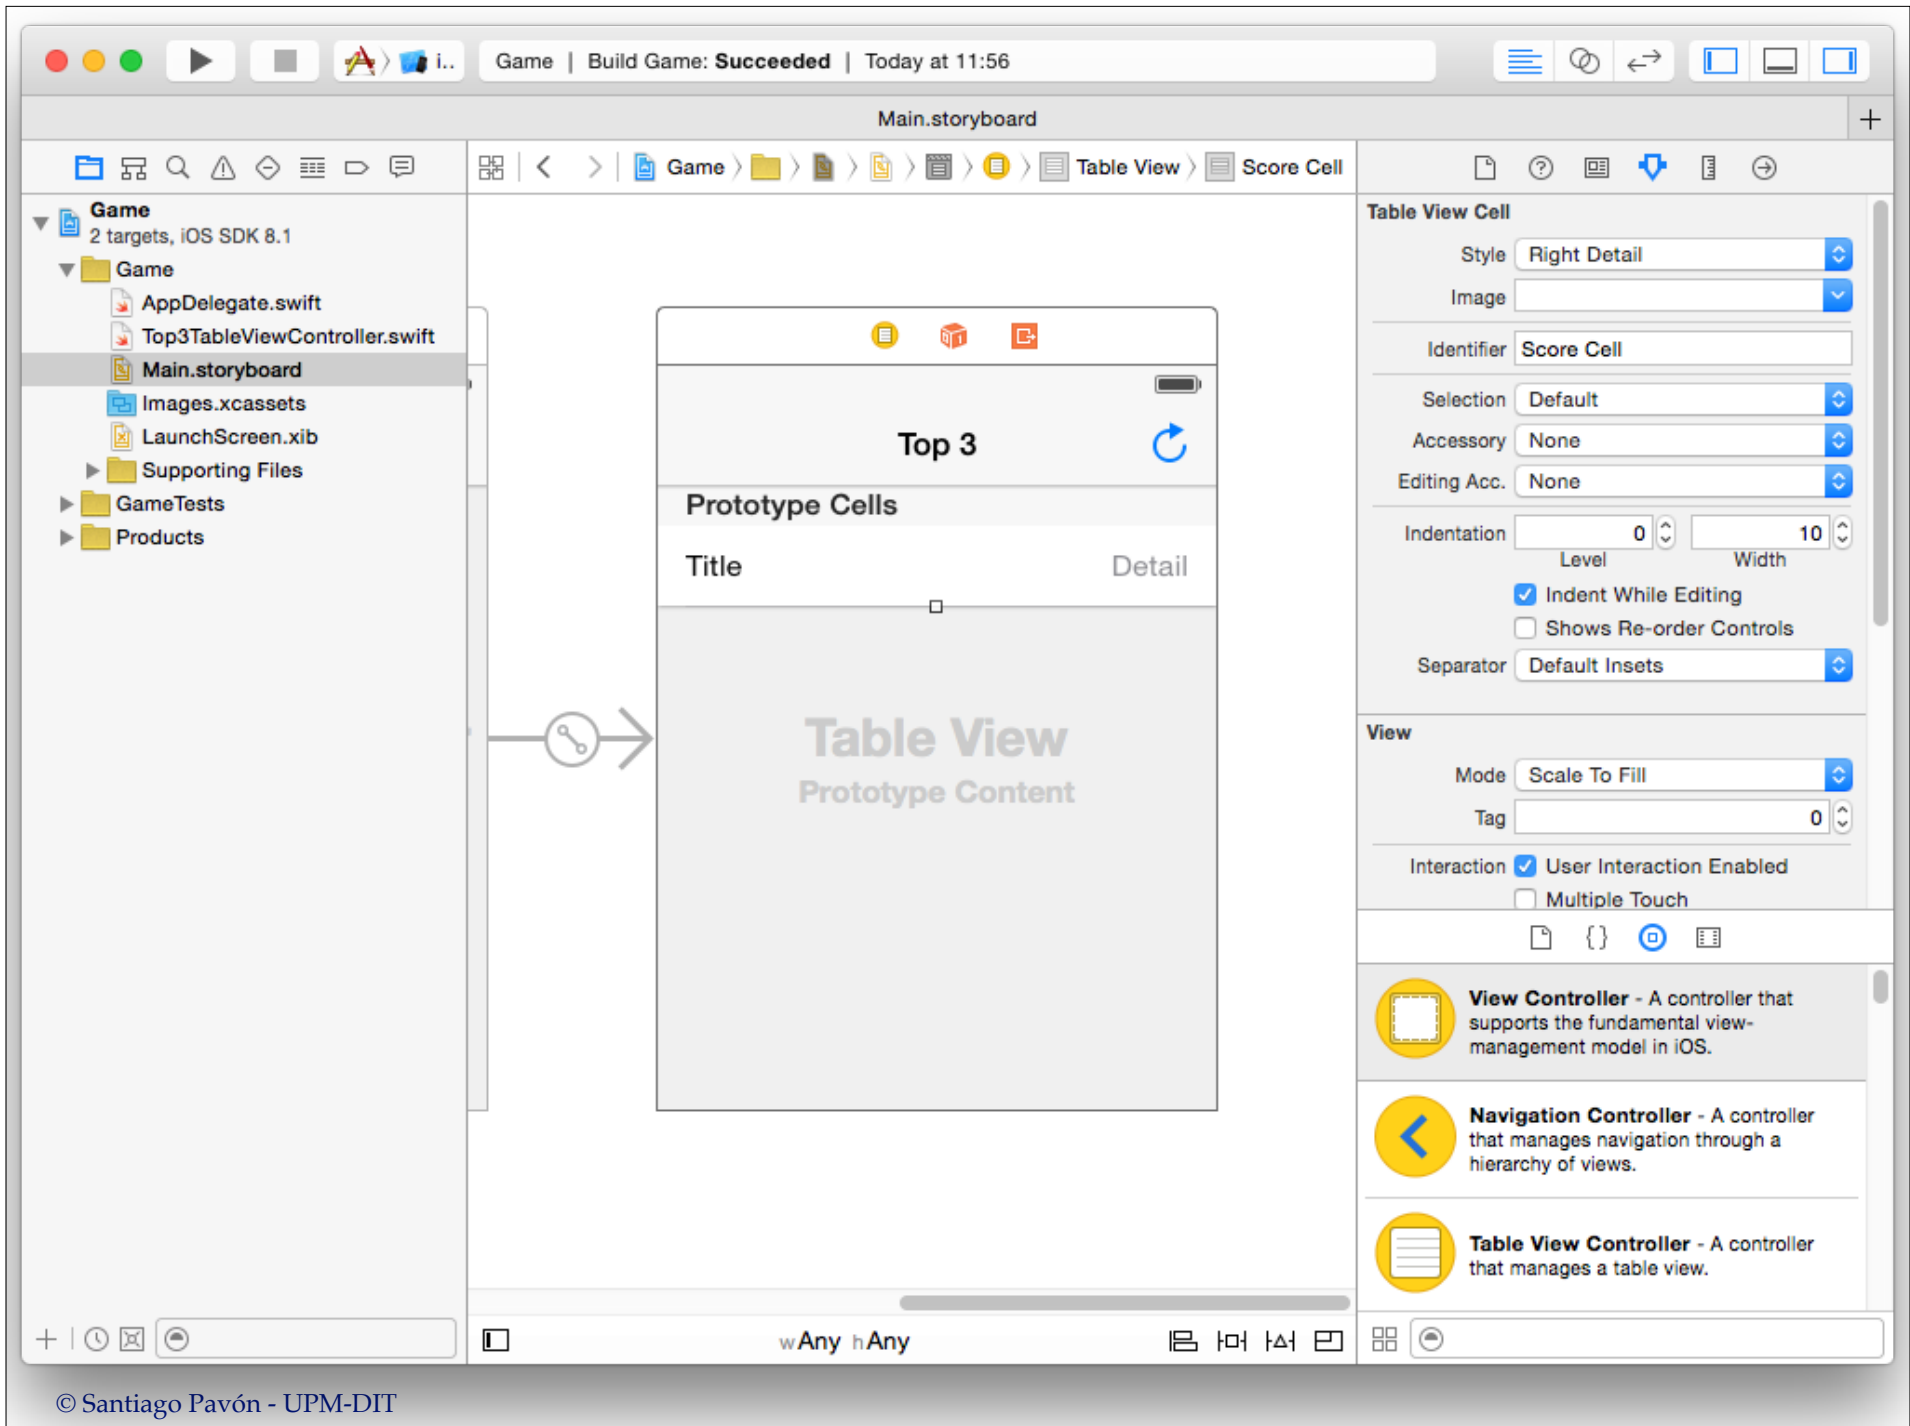 i..
Game | Build Game: Succeeded | Today at 11:56
Main.storyboard
Game
Table View
Score Cell
Game
2 targets, iOS SDK 8.1
Game
AppDelegate.swift
Top3TableViewController.swift
Main.storyboard
Images.xcassets
LaunchScreen.xib
Supporting Files
GameTests
Products
Top 3
Prototype Cells
Title Detail
Table View
Prototype Content
wAny hAny
Table View Cell
Style Right Detail
Image
Identifier Score Cell
Selection Default
Accessory None
Editing Acc. None
Indentation 0 10
Level Width
Indent While Editing
Shows Re-order Controls
Separator Default Insets
View
Mode Scale To Fill
Tag 0
Interaction User Interaction Enabled
Multiple Touch
{}
View Controller - A controller that
supports the fundamental view-
management model in iOS.
Navigation Controller - A controller
that manages navigation through a
hierarchy of views.
Table View Controller - A controller
that manages a table view.
© Santiago Pavón - UPM-DIT